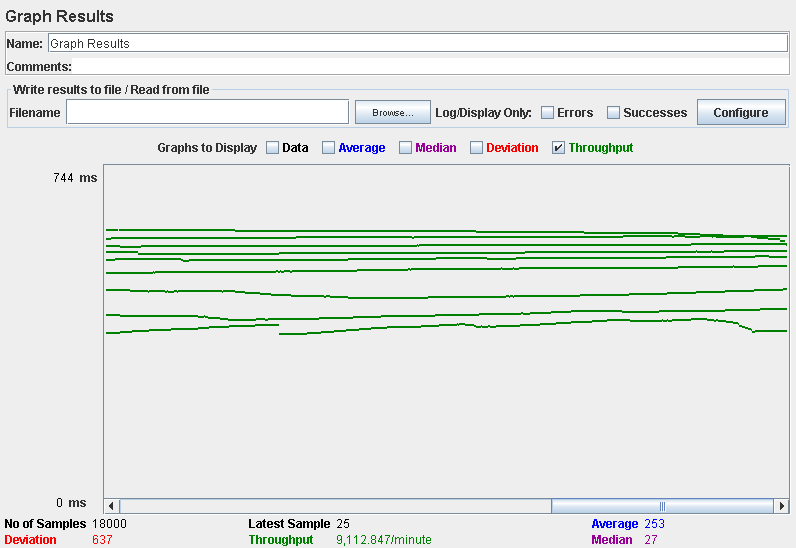 Graph Results
Name: Graph Results
Comments:
Write results to file / Read from file
Filename Browse... Log/Display Only: Errors Successes Configure
Graphs to Display Data Average Median Deviation Throughput
744 ms
0 ms
No of Samples 18000 Latest Sample 25 Average 253
Deviation 637 Throughput 9,112.847/minute Median 27